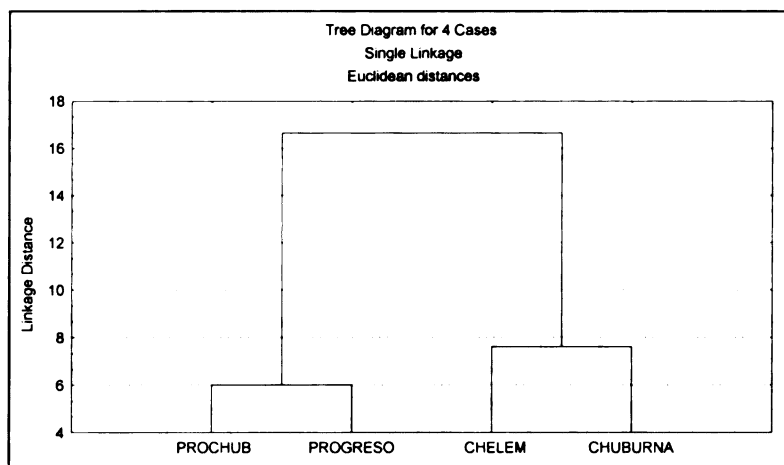 Tree Diagram for 4 Cases
Single Linkage
Euclidean distances
18
16
14
12
10
8
6
4
Linkage Distance
PROCHUB PROGRESO CHELEM CHUBURNA